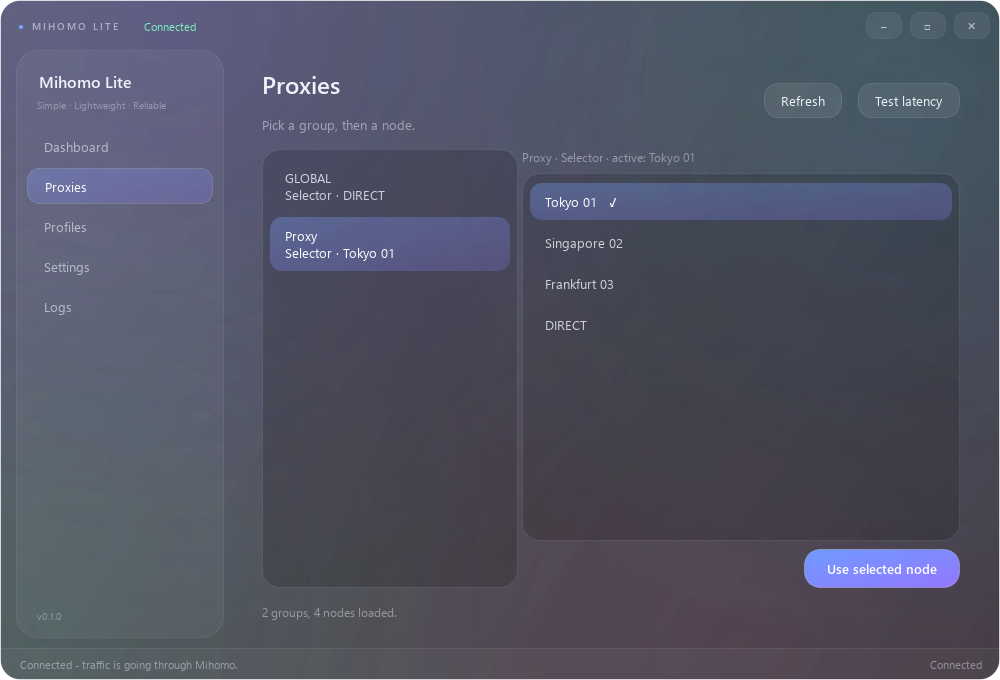 MIHOMO LITE Connected
Mihomo Lite
Simple · Lightweight · Reliable
Dashboard
Proxies
Profiles
Settings
Logs
v0.1.0
Proxies
Pick a group, then a node.
Refresh
Test latency
GLOBAL
Selector · DIRECT
Proxy
Selector · Tokyo 01
Proxy · Selector · active: Tokyo 01
Tokyo 01 ✓
Singapore 02
Frankfurt 03
DIRECT
Use selected node
2 groups, 4 nodes loaded.
Connected - traffic is going through Mihomo.
Connected